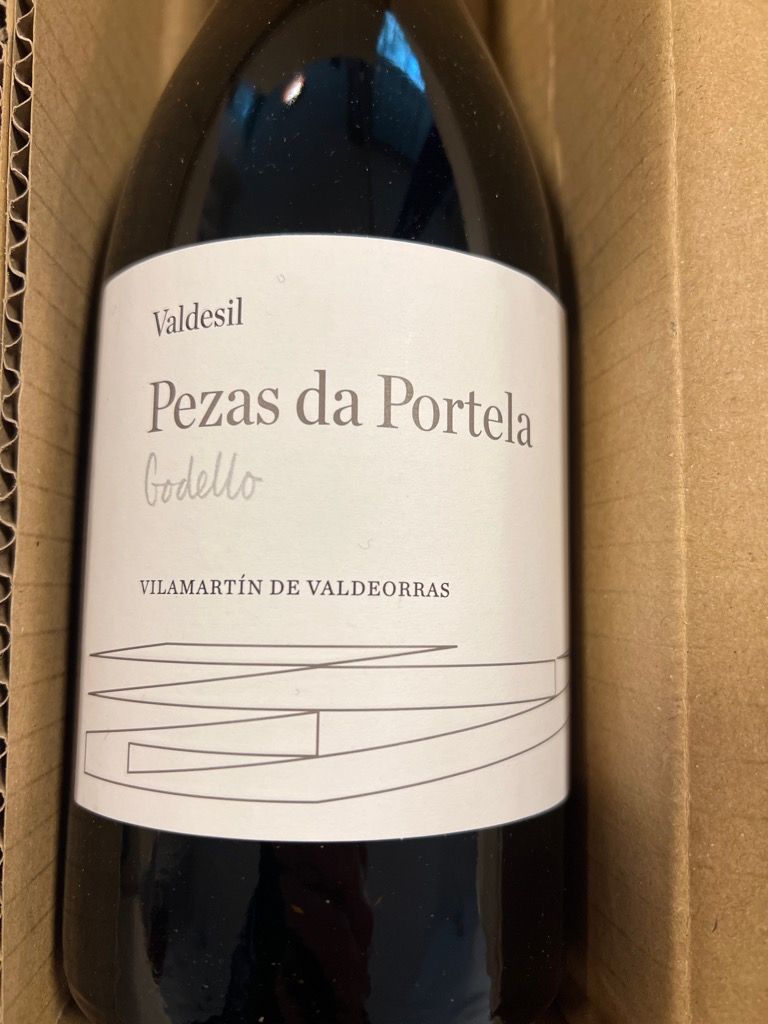 Valdesil
Pezas da Portela
Godello
VILAMARTÍN DE VALDEORRAS